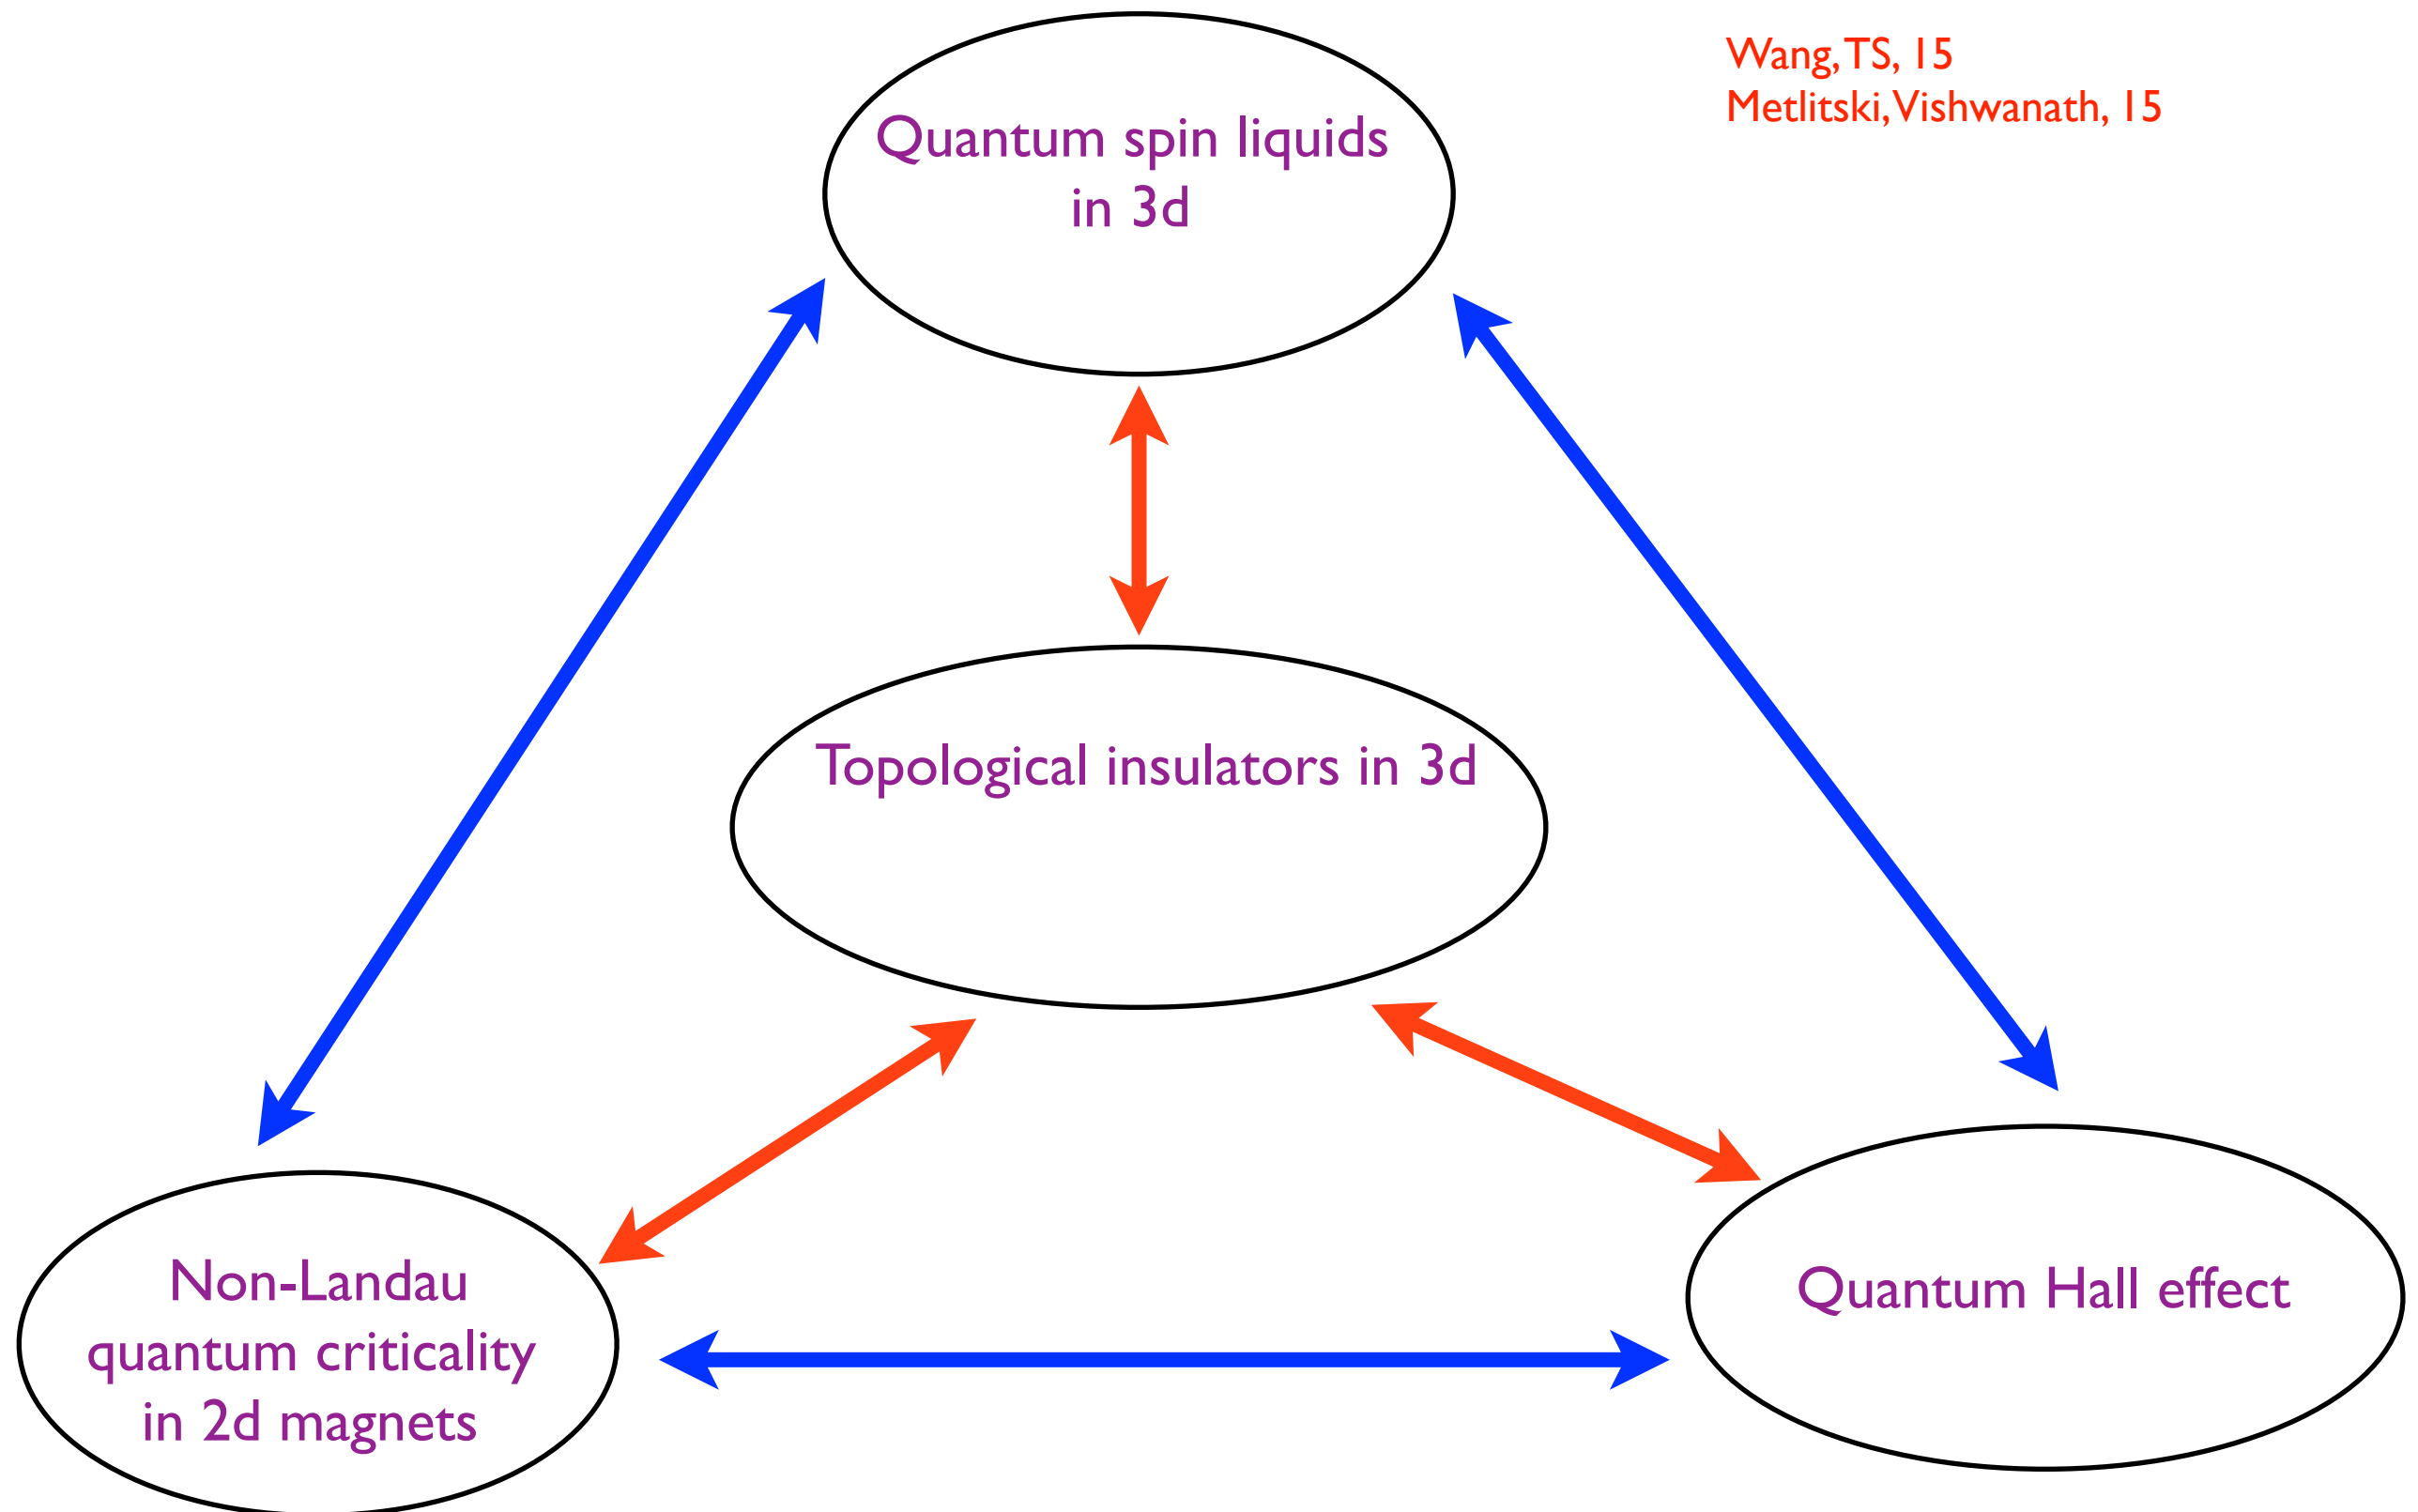 Wang, TS, 15
Metlitski, Vishwanath, 15
Quantum spin liquids
in 3d
Topological insulators in 3d
Non-Landau
quantum criticality
in 2d magnets
Quantum Hall effect